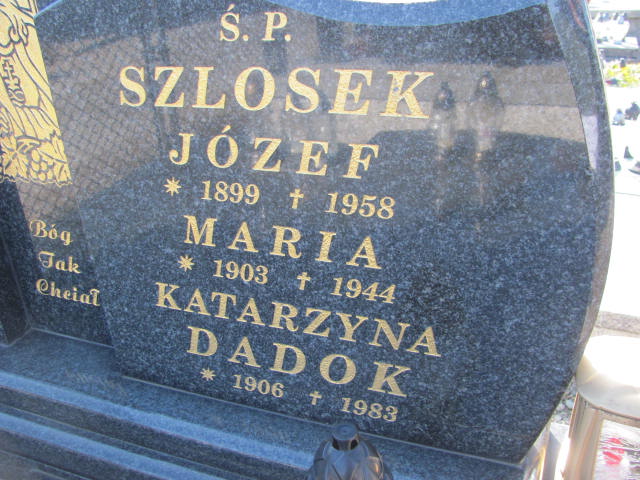 Ś. P.
SZLOSEK
JÓZEF
* 1899 † 1958
MARIA
* 1903 † 1944
KATARZYNA
DADOK
* 1906 † 1983
Bóg
Tak
Chciał